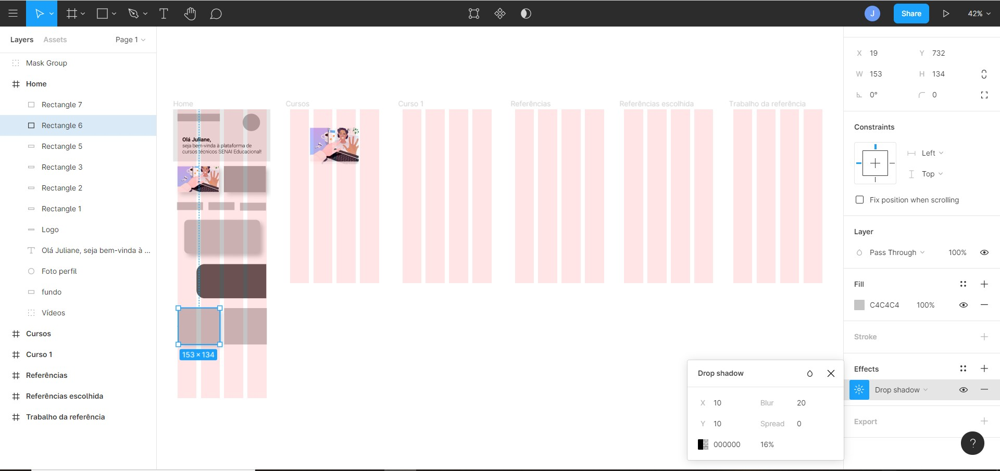 J
Share
42%
Layers
Assets
Page 1
Mask Group
Home
Rectangle 7
Rectangle 6
Rectangle 5
Rectangle 3
Rectangle 2
Rectangle 1
Logo
Olá Juliane, seja bem-vinda à ...
Foto perfil
fundo
Vídeos
Cursos
Curso 1
Referências
Referências escolhida
Trabalho da referência
Home
Cursos
Curso 1
Referências
Referências escolhida
Trabalho da referência
Olá Juliane,
seja bem-vinda à plataforma de
cursos técnicos SENAI Educacional!
153 × 134
Drop shadow
X 10 Blur 20
Y 10 Spread 0
000000 16%
X 19 Y 732
W 153 H 134
0° 0
Constraints
Left
Top
Fix position when scrolling
Layer
Pass Through 100%
Fill
C4C4C4 100%
Stroke
Effects
Drop shadow
Export
?